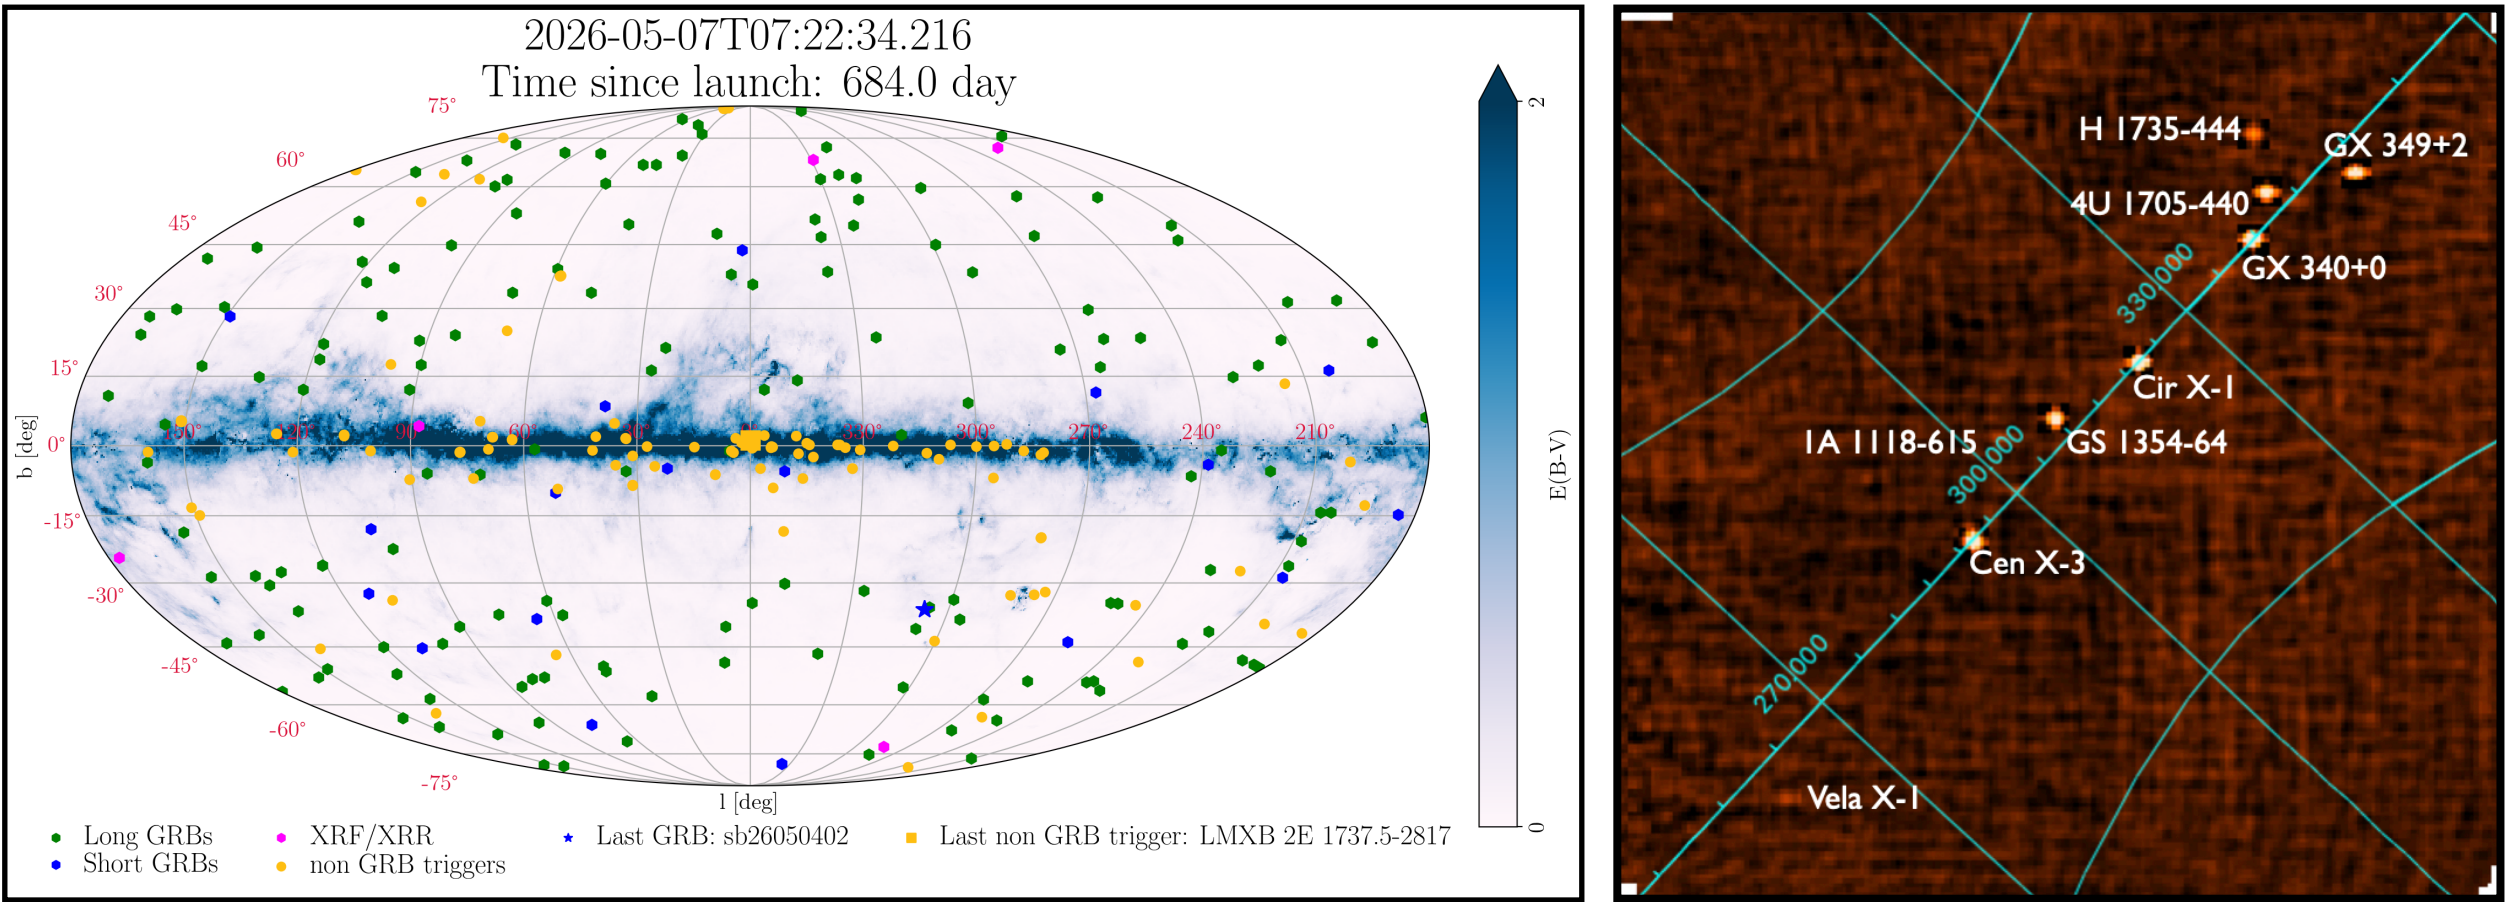 2026-05-07T07:22:34.216
Time since launch: 684.0 day
75°
60°
45°
30°
15°
0°
-15°
-30°
-45°
-60°
-75°
b [deg]
120°
90°
60°
30°
330°
300°
270°
240°
210°
l [deg]
2
0
E(B-V)
Long GRBs
Short GRBs
XRF/XRR
non GRB triggers
Last GRB: sb26050402
Last non GRB trigger: LMXB 2E 1737.5-2817
H 1735-444
GX 349+2
4U 1705-440
GX 340+0
330.000
Cir X-1
1A 1118-615
GS 1354-64
300.000
Cen X-3
270.000
Vela X-1